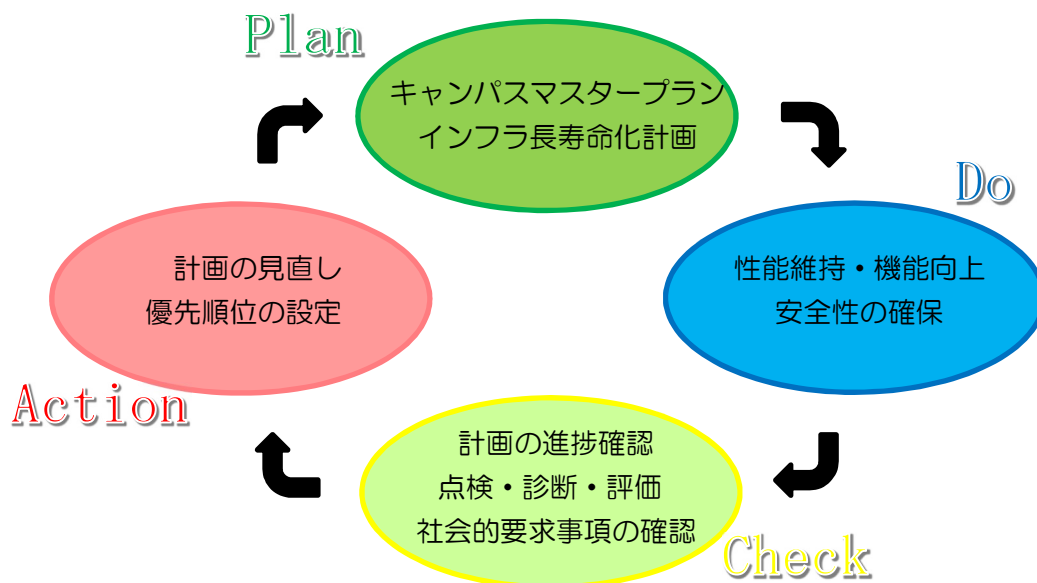 Plan
キャンパスマスタープラン
インフラ長寿命化計画
Do
性能維持・機能向上
安全性の確保
Check
計画の進捗確認
点検・診断・評価
社会的要求事項の確認
Action
計画の見直し
優先順位の設定